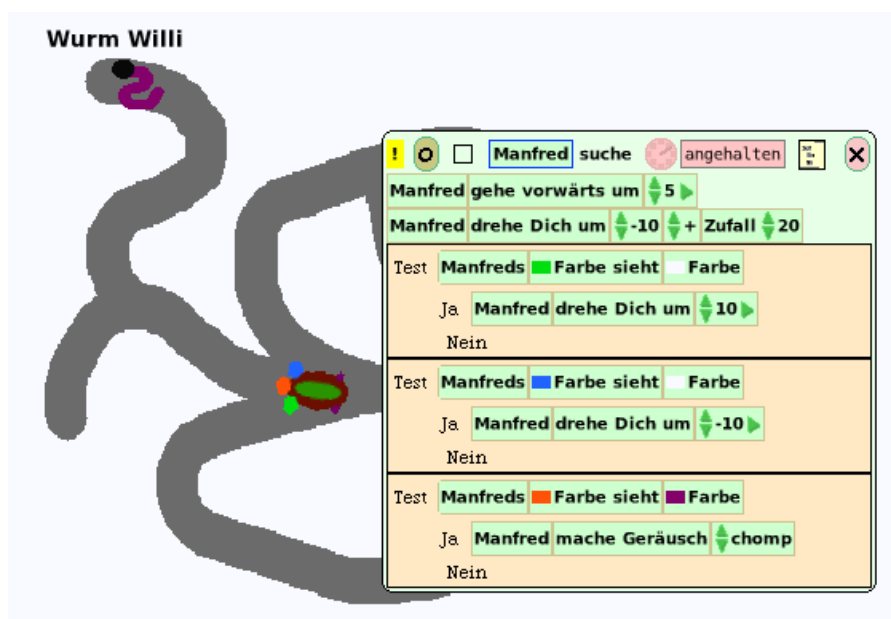 Wurm Willi
! O Manfred suche angehalten
Manfred gehe vorwärts um 5
Manfred drehe Dich um -10 + Zufall 20
Test Manfreds Farbe sieht Farbe
Ja Manfred drehe Dich um 10
Nein
Test Manfreds Farbe sieht Farbe
Ja Manfred drehe Dich um -10
Nein
Test Manfreds Farbe sieht Farbe
Ja Manfred mache Geräusch chomp
Nein